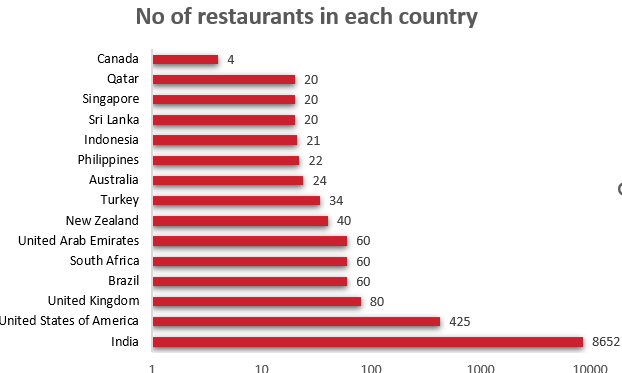 No of restaurants in each country
Canada 4
Qatar 20
Singapore 20
Sri Lanka 20
Indonesia 21
Philippines 22
Australia 24
Turkey 34
New Zealand 40
United Arab Emirates 60
South Africa 60
Brazil 60
United Kingdom 80
United States of America 425
India 8652
1 10 100 1000 10000